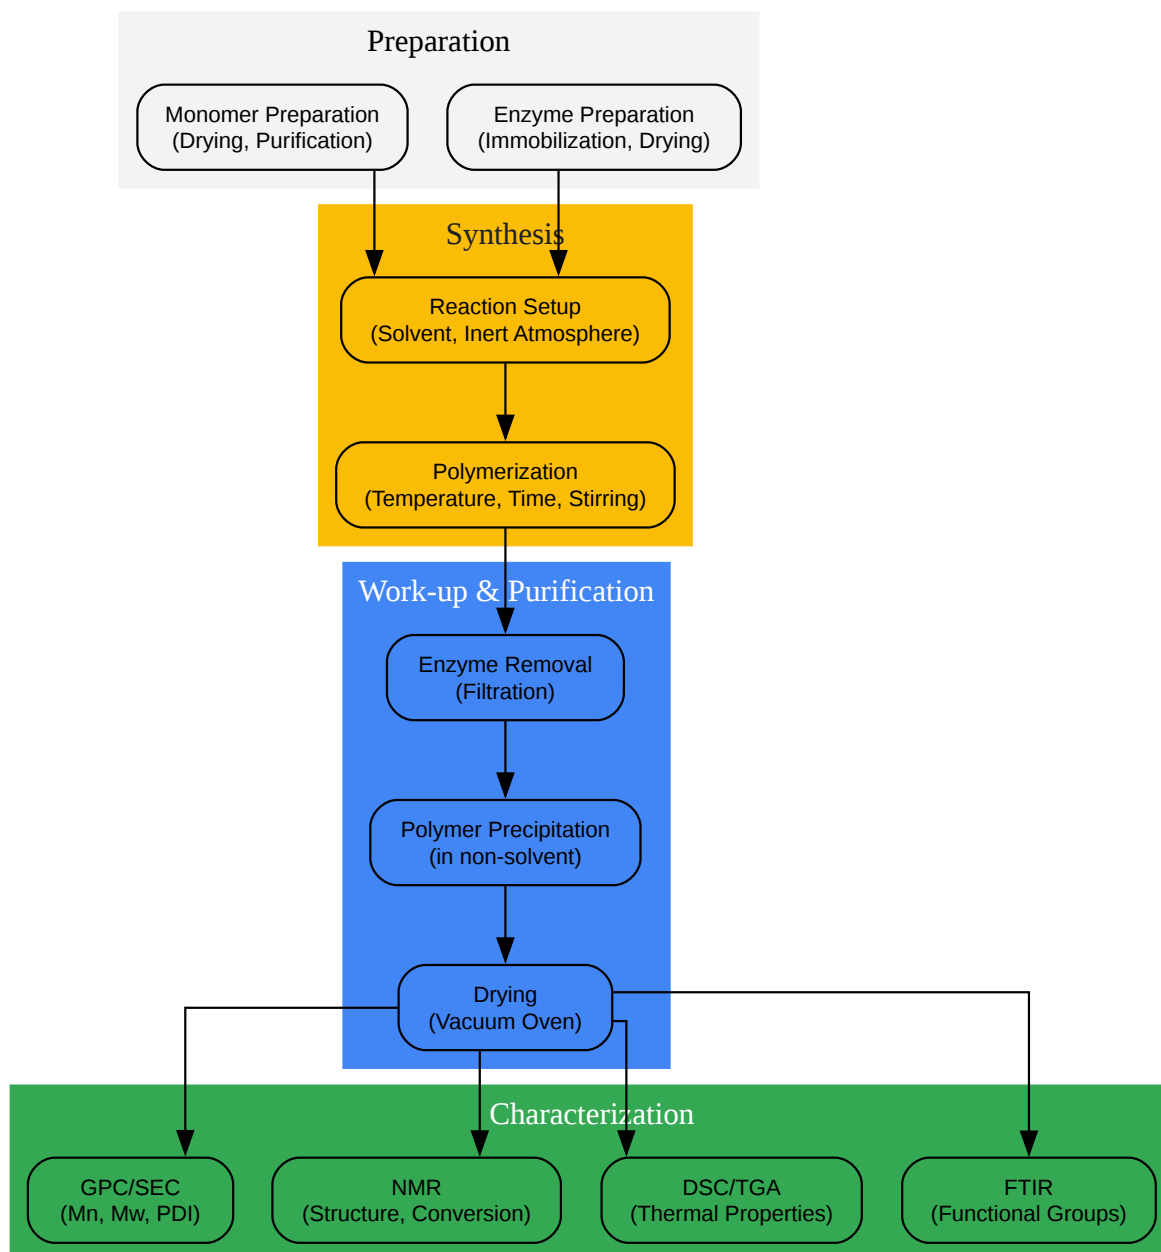 Preparation
Monomer Preparation
(Drying, Purification)
Enzyme Preparation
(Immobilization, Drying)
Synthesis
Reaction Setup
(Solvent, Inert Atmosphere)
Polymerization
(Temperature, Time, Stirring)
Work-up & Purification
Enzyme Removal
(Filtration)
Polymer Precipitation
(in non-solvent)
Drying
(Vacuum Oven)
Characterization
GPC/SEC
(Mn, Mw, PDI)
NMR
(Structure, Conversion)
DSC/TGA
(Thermal Properties)
FTIR
(Functional Groups)